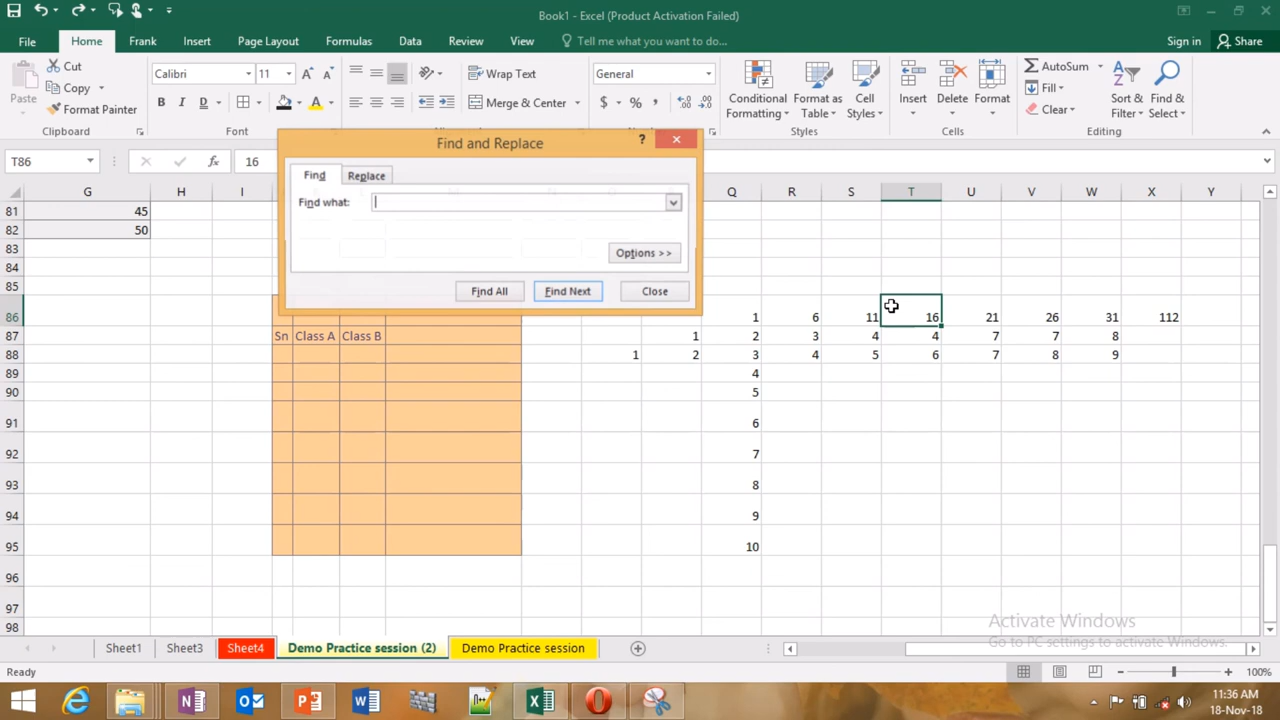 Book1 - Excel (Product Activation Failed)
File Home Frank Insert Page Layout Formulas Data Review View Tell me what you want to do... Sign in Share
Cut
Copy
Format Painter
Paste
Clipboard
Calibri 11
B I D
Font
Wrap Text
Merge & Center
General
$ % ,
Conditional Formatting
Format as Table
Cell Styles
Styles
Insert Delete Format
Cells
AutoSum
Fill
Clear
Sort & Filter
Find & Select
Editing
T86 fx 16
Find and Replace
?
Find Replace
Find what:
Options >>
Find All Find Next Close
G H I Q R S T U V W X Y
81 45
82 50
83
84
85
86 1 6 11 16 21 26 31 112
87 Sn Class A Class B 1 2 3 4 4 7 7 8
88 1 2 3 4 5 6 7 8 9
89 4
90 5
91 6
92 7
93 8
94 9
95 10
96
97
98
Activate Windows
Go to PC settings to activate Windows.
Sheet1 Sheet3 Sheet4 Demo Practice session (2) Demo Practice session
Ready 100%
11:36 AM
18-Nov-18